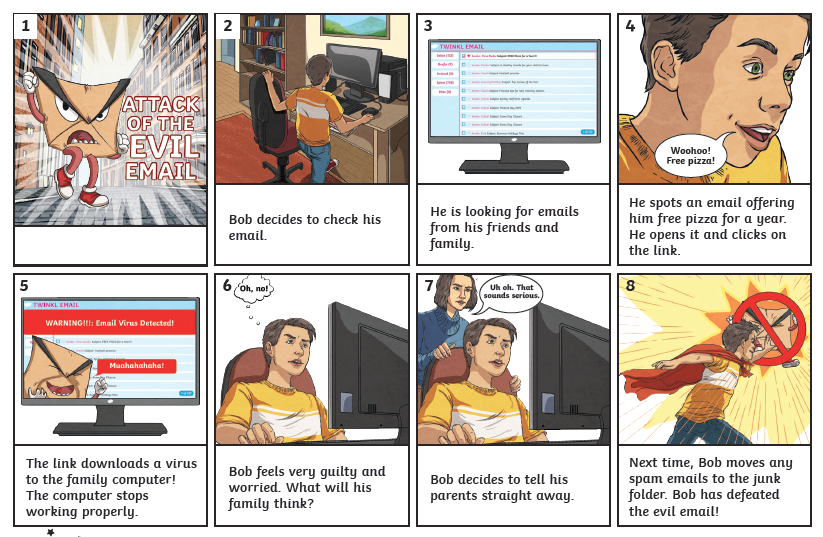 1
ATTACK
OF THE
EVIL
EMAIL
2
Bob decides to check his
email.
3
TWINKL EMAIL
He is looking for emails
from his friends and
family.
4
Woohoo!
Free pizza!
He spots an email offering
him free pizza for a year.
He opens it and clicks on
the link.
5
TWINKL EMAIL
WARNING!!!: Email Virus Detected!
Muahahahaha!
The link downloads a virus
to the family computer!
The computer stops
working properly.
6
Oh, no!
Bob feels very guilty and
worried. What will his
family think?
7
Uh oh. That
sounds serious.
Bob decides to tell his
parents straight away.
8
Next time, Bob moves any
spam emails to the junk
folder. Bob has defeated
the evil email!